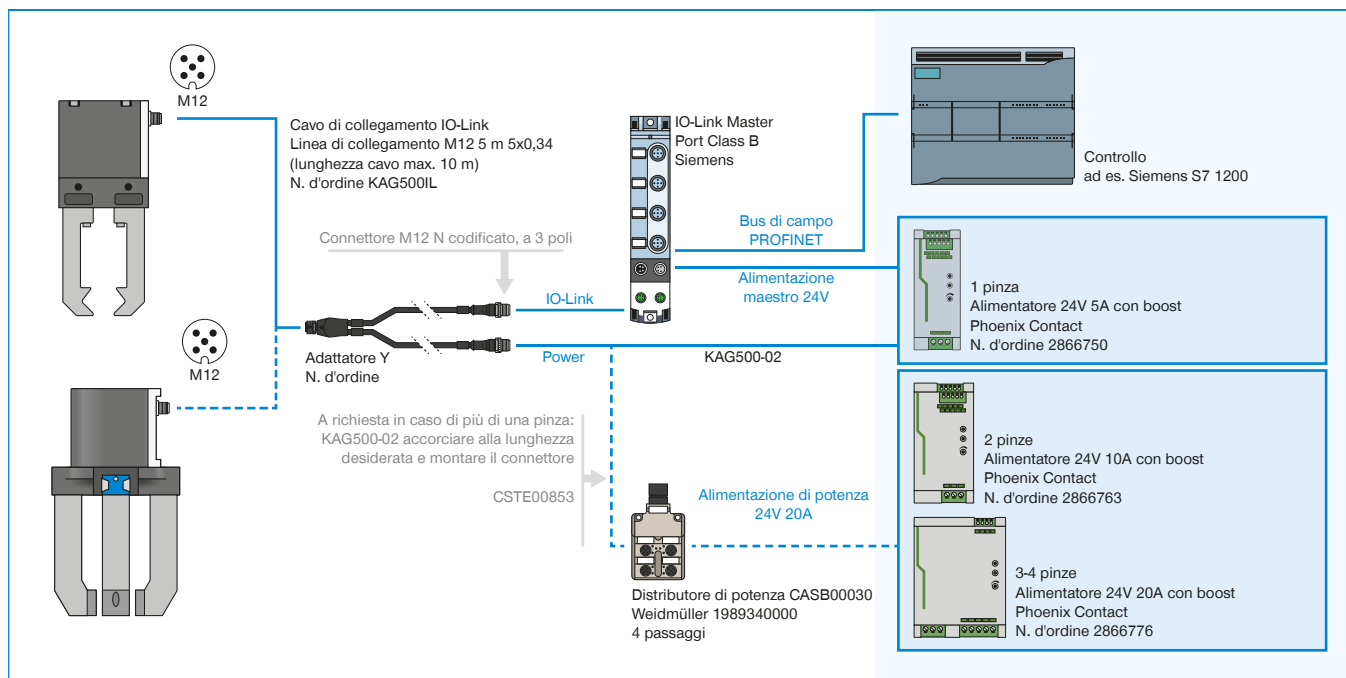 M12
Cavo di collegamento IO-Link
Linea di collegamento M12 5 m 5x0,34
(lunghezza cavo max. 10 m)
N. d'ordine KAG500IL
IO-Link Master
Port Class B
Siemens
Controllo
ad es. Siemens S7 1200
Connettore M12 N codificato, a 3 poli
Bus di campo
PROFINET
Alimentazione
maestro 24V
IO-Link
1 pinza
Alimentatore 24V 5A con boost
Phoenix Contact
N. d'ordine 2866750
M12
Adattatore Y
N. d'ordine
Power
KAG500-02
A richiesta in caso di più di una pinza:
KAG500-02 accorciare alla lunghezza
desiderata e montare il connettore
CSTE00853
Alimentazione di potenza
24V 20A
2 pinze
Alimentatore 24V 10A con boost
Phoenix Contact
N. d'ordine 2866763
Distributore di potenza CASB00030
Weidmüller 1989340000
4 passaggi
3-4 pinze
Alimentatore 24V 20A con boost
Phoenix Contact
N. d'ordine 2866776